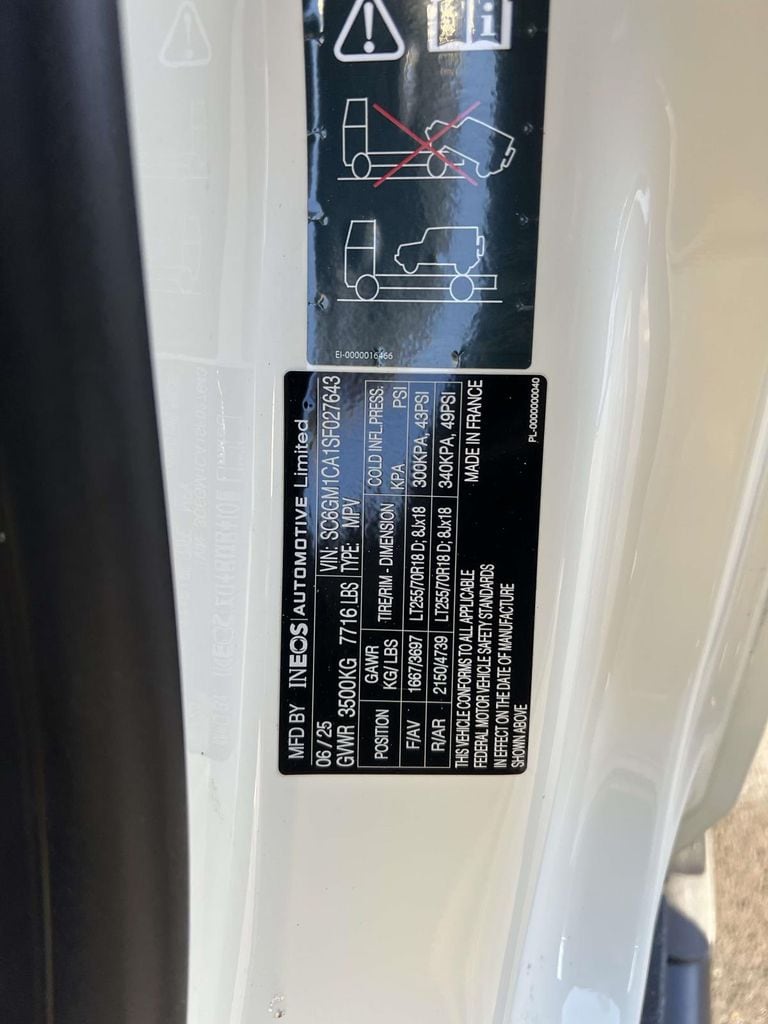 EI-0000016466
MFD BY INEOS | AUTOMOTIVE Limited
06 / 25 VIN: SC6GM1CA1SF027643
GVWR 3500KG 7716 LBS TYPE: MPV
POSITION GAWR KG/ LBS TIRE/RIM - DIMENSION COLD INFL.PRESS: KPA PSI
F/AV 1667/3697 LT255/70R18 D; 8Jx18 300KPA, 43PSI
R/AR 2150/4739 LT255/70R18 D; 8Jx18 340KPA, 49PSI
THIS VEHICLE CONFORMS TO ALL APPLICABLE MADE IN FRANCE
FEDERAL MOTOR VEHICLE SAFETY STANDARDS
IN EFFECT ON THE DATE OF MANUFACTURE
SHOWN ABOVE
PL-0000000040